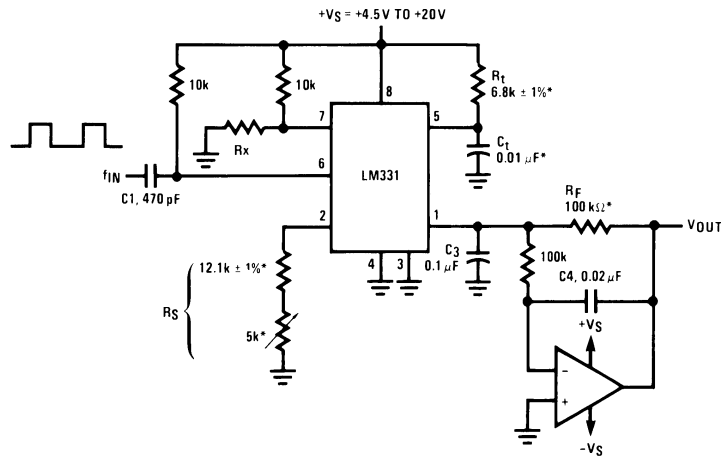 +VS = +4.5V TO +20V
10k
10k
Rt
6.8k ± 1%*
8
7
5
Rx
Ct
0.01 µF*
fIN
C1, 470 pF
6
LM331
RF
100 kΩ*
2
1
VOUT
12.1k ± 1%*
C3
0.1 µF
100k
4
3
C4, 0.02 µF
RS
5k*
+VS
−
+
−VS